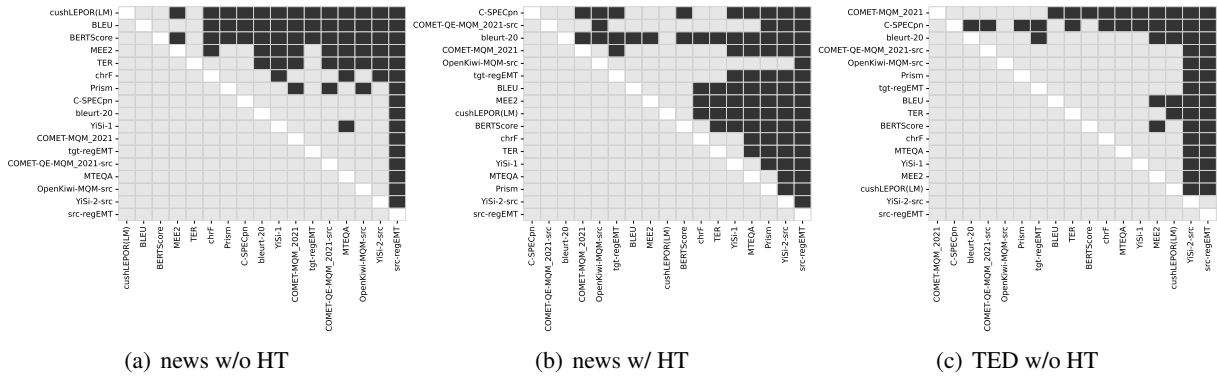 cushLEPOR(LM)
BLEU
BERTScore
MEE2
TER
chrF
Prism
C-SPECpn
bleurt-20
YiSi-1
COMET-MQM_2021
tgt-regEMT
COMET-QE-MQM_2021-src
MTEQA
OpenKiwi-MQM-src
YiSi-2-src
src-regEMT
cushLEPOR(LM)
BLEU
BERTScore
MEE2
TER
chrF
Prism
C-SPECpn
bleurt-20
YiSi-1
COMET-MQM_2021
tgt-regEMT
COMET-QE-MQM_2021-src
MTEQA
OpenKiwi-MQM-src
YiSi-2-src
src-regEMT
(a) news w/o HT
C-SPECpn
COMET-QE-MQM_2021-src
bleurt-20
COMET-MQM_2021
OpenKiwi-MQM-src
tgt-regEMT
BLEU
MEE2
cushLEPOR(LM)
BERTScore
chrF
TER
YiSi-1
MTEQA
Prism
YiSi-2-src
src-regEMT
C-SPECpn
COMET-QE-MQM_2021-src
bleurt-20
COMET-MQM_2021
OpenKiwi-MQM-src
tgt-regEMT
BLEU
MEE2
cushLEPOR(LM)
BERTScore
chrF
TER
YiSi-1
MTEQA
Prism
YiSi-2-src
src-regEMT
(b) news w/ HT
COMET-MQM_2021
C-SPECpn
bleurt-20
COMET-QE-MQM_2021-src
OpenKiwi-MQM-src
Prism
tgt-regEMT
BLEU
TER
BERTScore
chrF
MTEQA
YiSi-1
MEE2
cushLEPOR(LM)
YiSi-2-src
src-regEMT
COMET-MQM_2021
C-SPECpn
bleurt-20
COMET-QE-MQM_2021-src
OpenKiwi-MQM-src
Prism
tgt-regEMT
BLEU
TER
BERTScore
chrF
MTEQA
YiSi-1
MEE2
cushLEPOR(LM)
YiSi-2-src
src-regEMT
(c) TED w/o HT